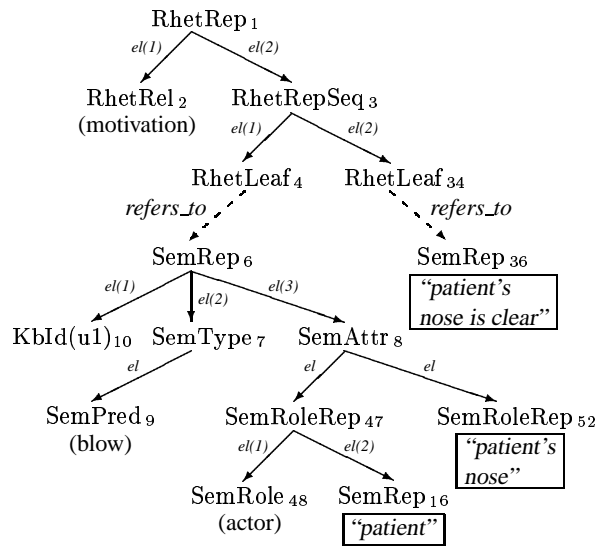 RhetRep 1
el(1) el(2)
RhetRel 2 RhetRepSeq 3
(motivation)
el(1) el(2)
RhetLeaf 4 RhetLeaf 34
refers_to refers_to
SemRep 6 SemRep 36
"patient's
nose is clear"
el(1) el(2) el(3)
KbId(u1) 10 SemType 7 SemAttr 8
el el el
SemPred 9 SemRoleRep 47 SemRoleRep 52
(blow)
"patient's
nose"
el(1) el(2)
SemRole 48 SemRep 16
(actor) "patient"